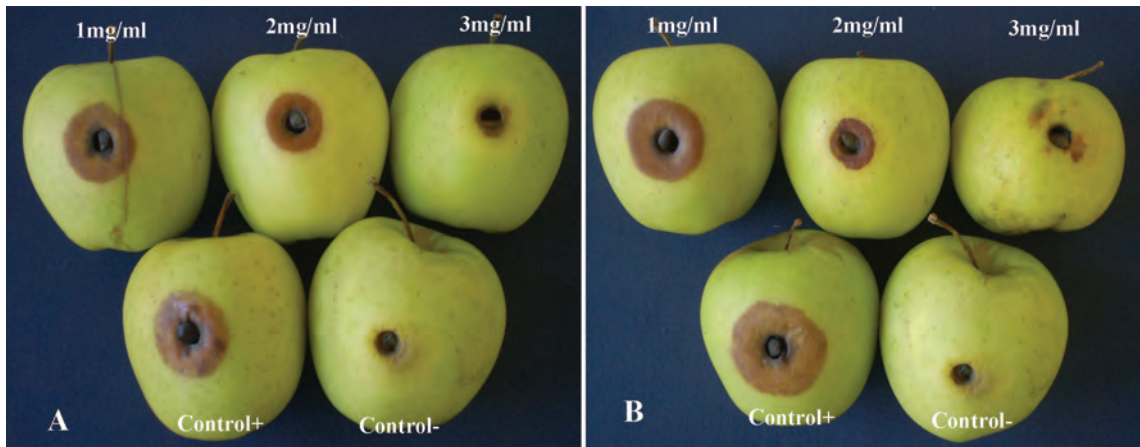 1mg/ml 2mg/ml 3mg/ml
Control+ Control-
A
1mg/ml 2mg/ml 3mg/ml
Control+ Control-
B